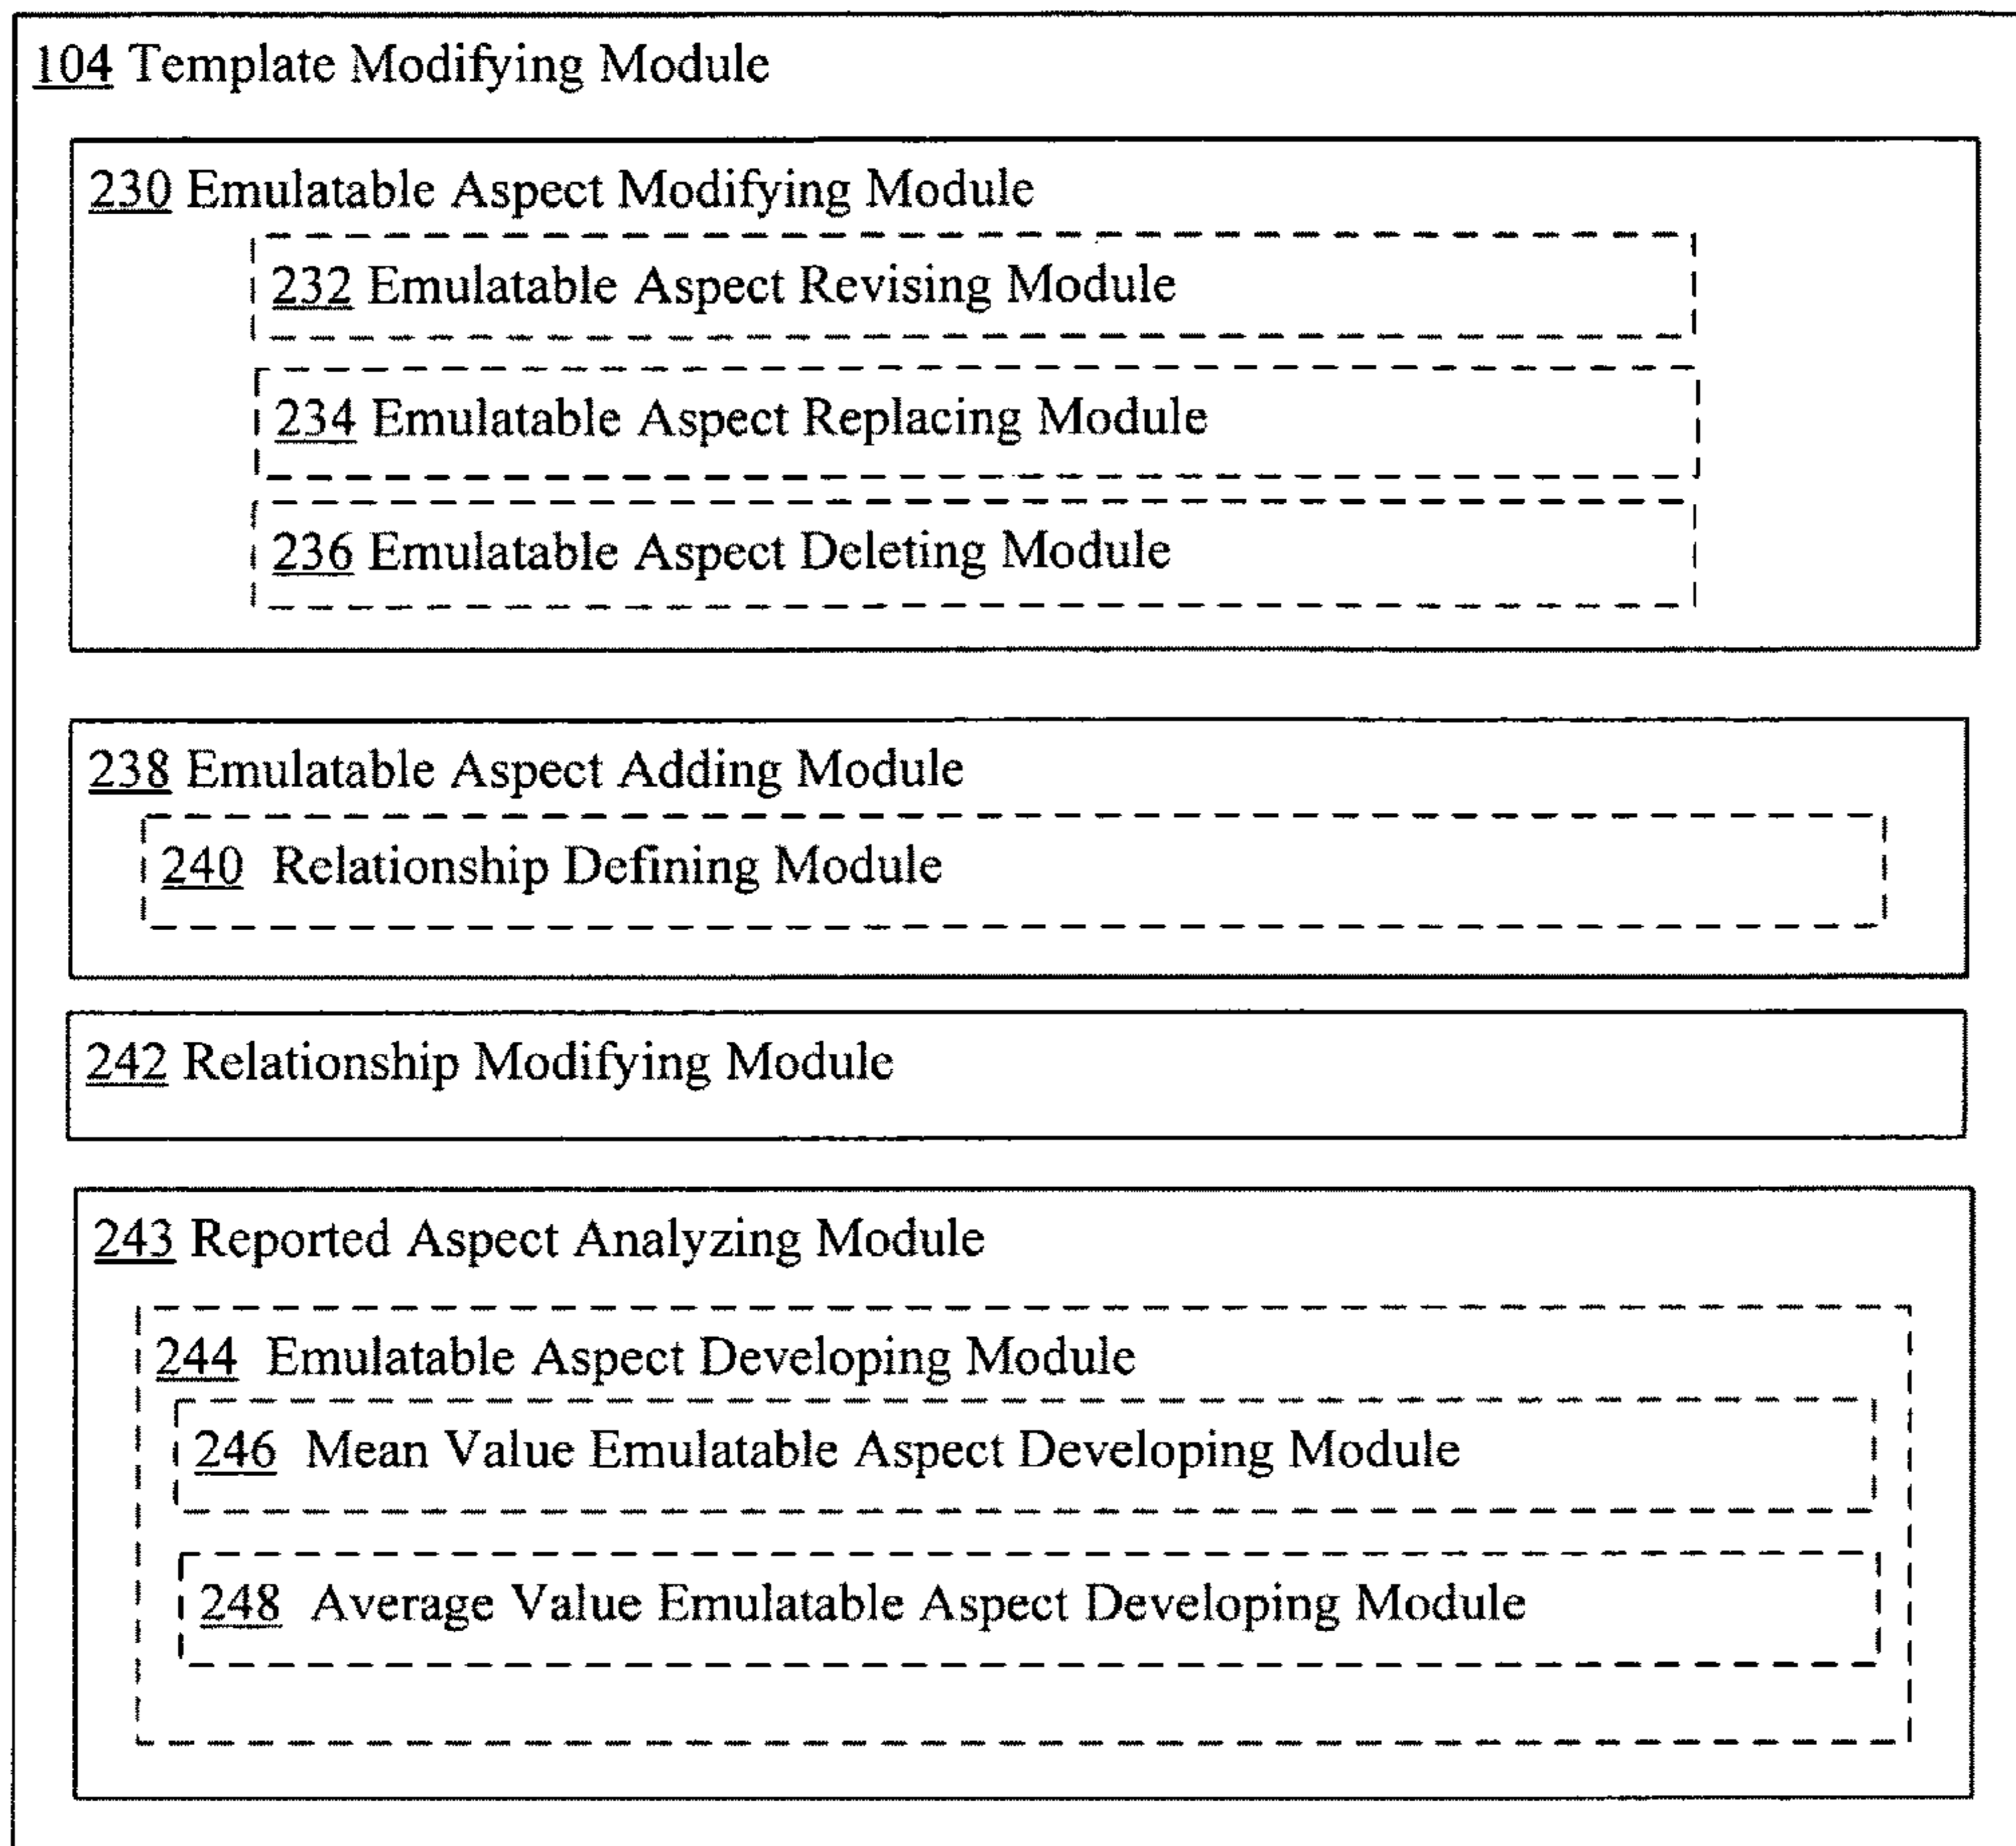 104 Template Modifying Module
230 Emulatable Aspect Modifying Module
232 Emulatable Aspect Revising Module
234 Emulatable Aspect Replacing Module
236 Emulatable Aspect Deleting Module
238 Emulatable Aspect Adding Module
240 Relationship Defining Module
242 Relationship Modifying Module
243 Reported Aspect Analyzing Module
244 Emulatable Aspect Developing Module
246 Mean Value Emulatable Aspect Developing Module
248 Average Value Emulatable Aspect Developing Module